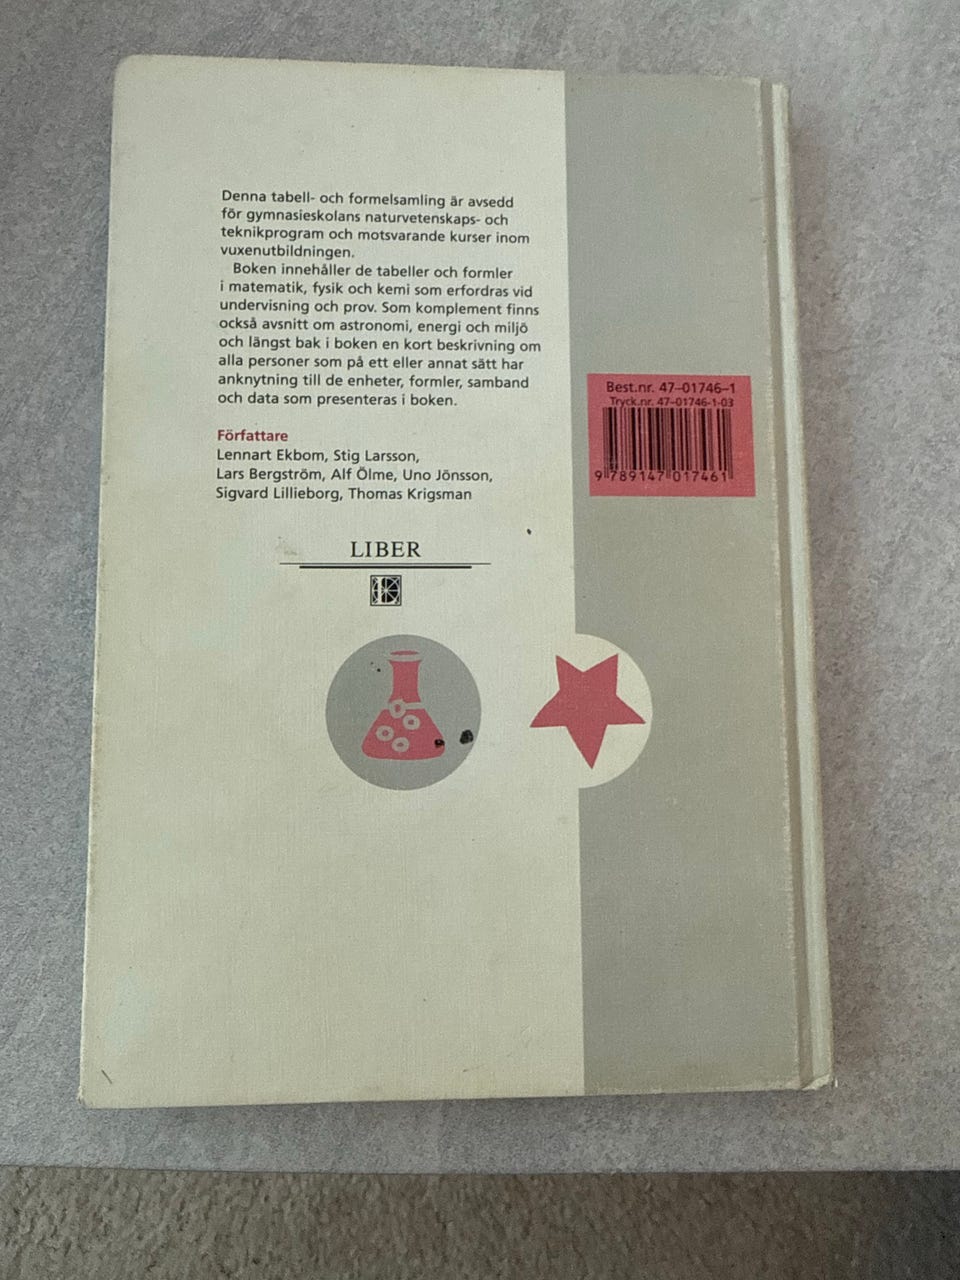 Denna tabell- och formelsamling är avsedd
för gymnasieskolans naturvetenskaps- och
teknikprogram och motsvarande kurser inom
vuxenutbildningen.
Boken innehåller de tabeller och formler
i matematik, fysik och kemi som erfordras vid
undervisning och prov. Som komplement finns
också avsnitt om astronomi, energi och miljö
och längst bak i boken en kort beskrivning om
alla personer som på ett eller annat sätt har
anknytning till de enheter, formler, samband
och data som presenteras i boken.
Författare
Lennart Ekbom, Stig Larsson,
Lars Bergström, Alf Ölme, Uno Jönsson,
Sigvard Lillieborg, Thomas Krigsman
LIBER
Best.nr. 47-01746-1
Tryck.nr. 47-01746-1-03
9 789147 017461